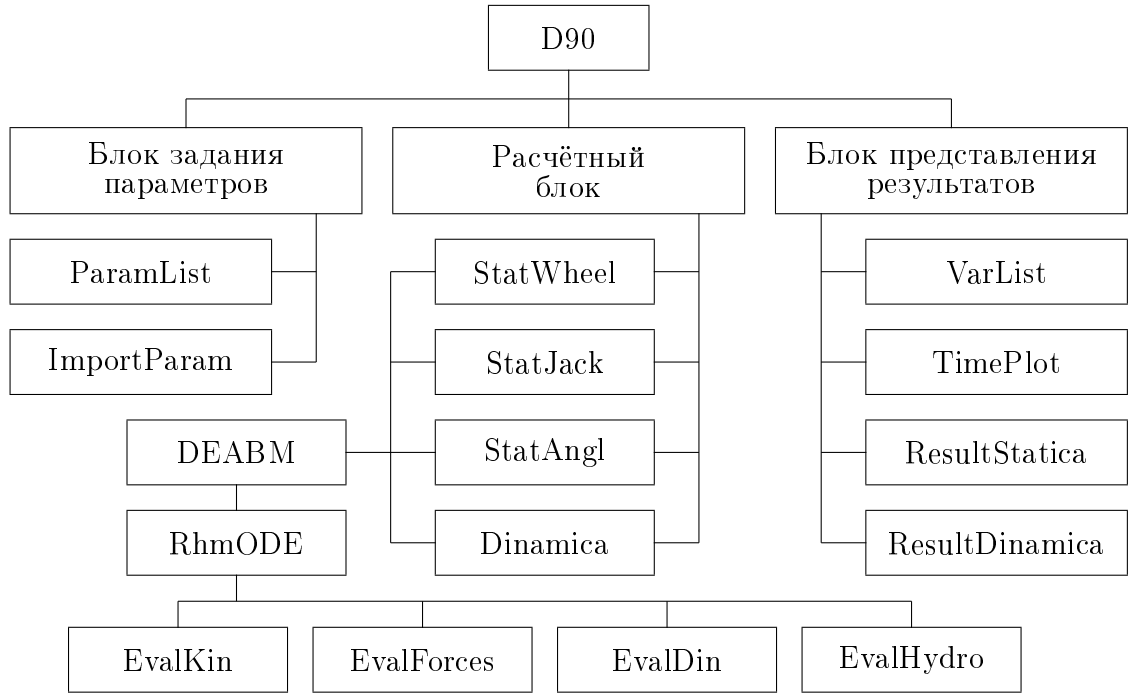 D90
Блок задания
параметров
Расчётный
блок
Блок представления
результатов
ParamList
StatWheel
VarList
ImportParam
StatJack
TimePlot
DEABM
StatAngl
ResultStatica
RhmODE
Dinamica
ResultDinamica
EvalKin
EvalForces
EvalDin
EvalHydro